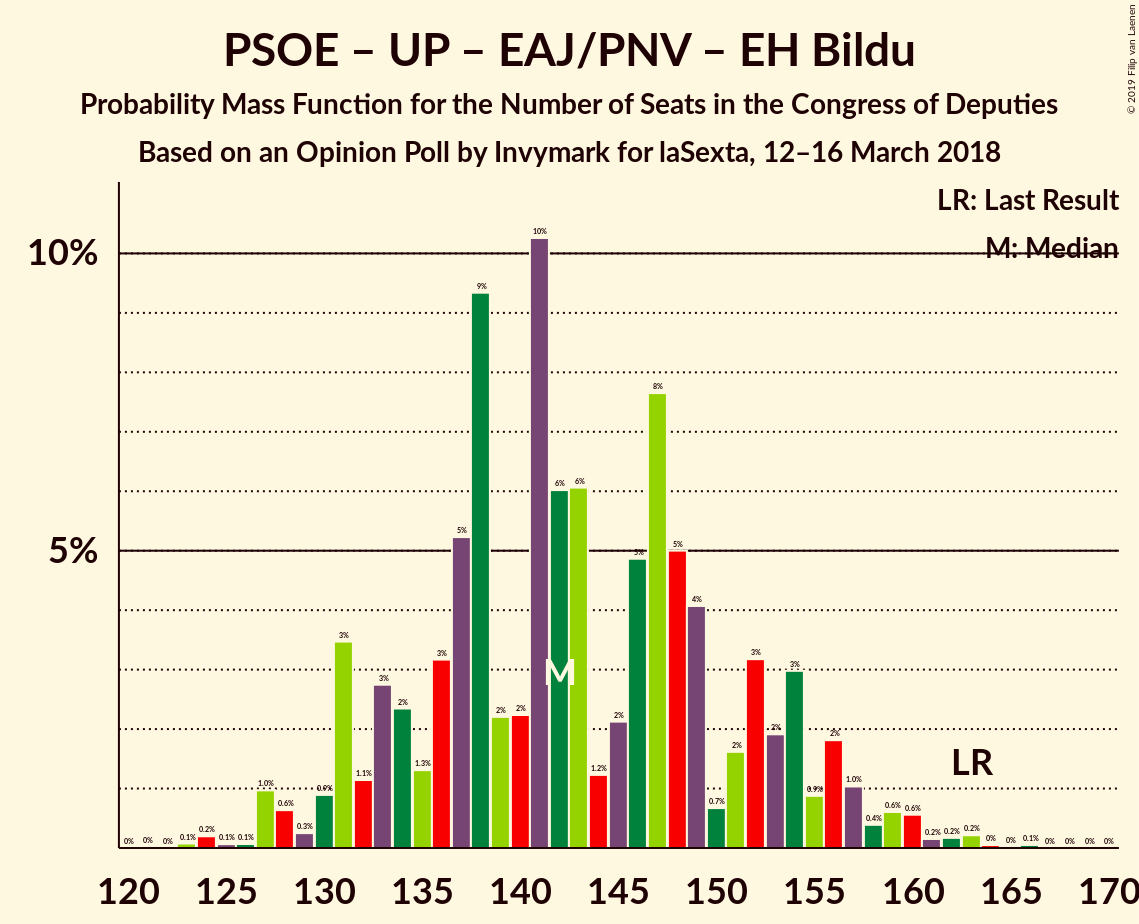 PSOE – UP – EAJ/PNV – EH Bildu
Probability Mass Function for the Number of Seats in the Congress of Deputies
Based on an Opinion Poll by Invymark for laSexta, 12–16 March 2018
© 2019 Filip van Laenen
LR: Last Result
M: Median
10%
5%
0% 0% 0% 0.1% 0.2% 0.1% 0.1% 1.0% 0.6% 0.3% 0.9% 3% 1.1% 3% 2% 1.3% 3% 5% 9% 2% 2% 10% 6% 6% 1.2% 2% 5% 8% 5% 4% 0.7% 2% 3% 2% 3% 0.9% 2% 1.0% 0.4% 0.6% 0.6% 0.2% 0.2% 0.2% 0% 0% 0.1% 0% 0% 0% 0%
M
LR
120 125 130 135 140 145 150 155 160 165 170